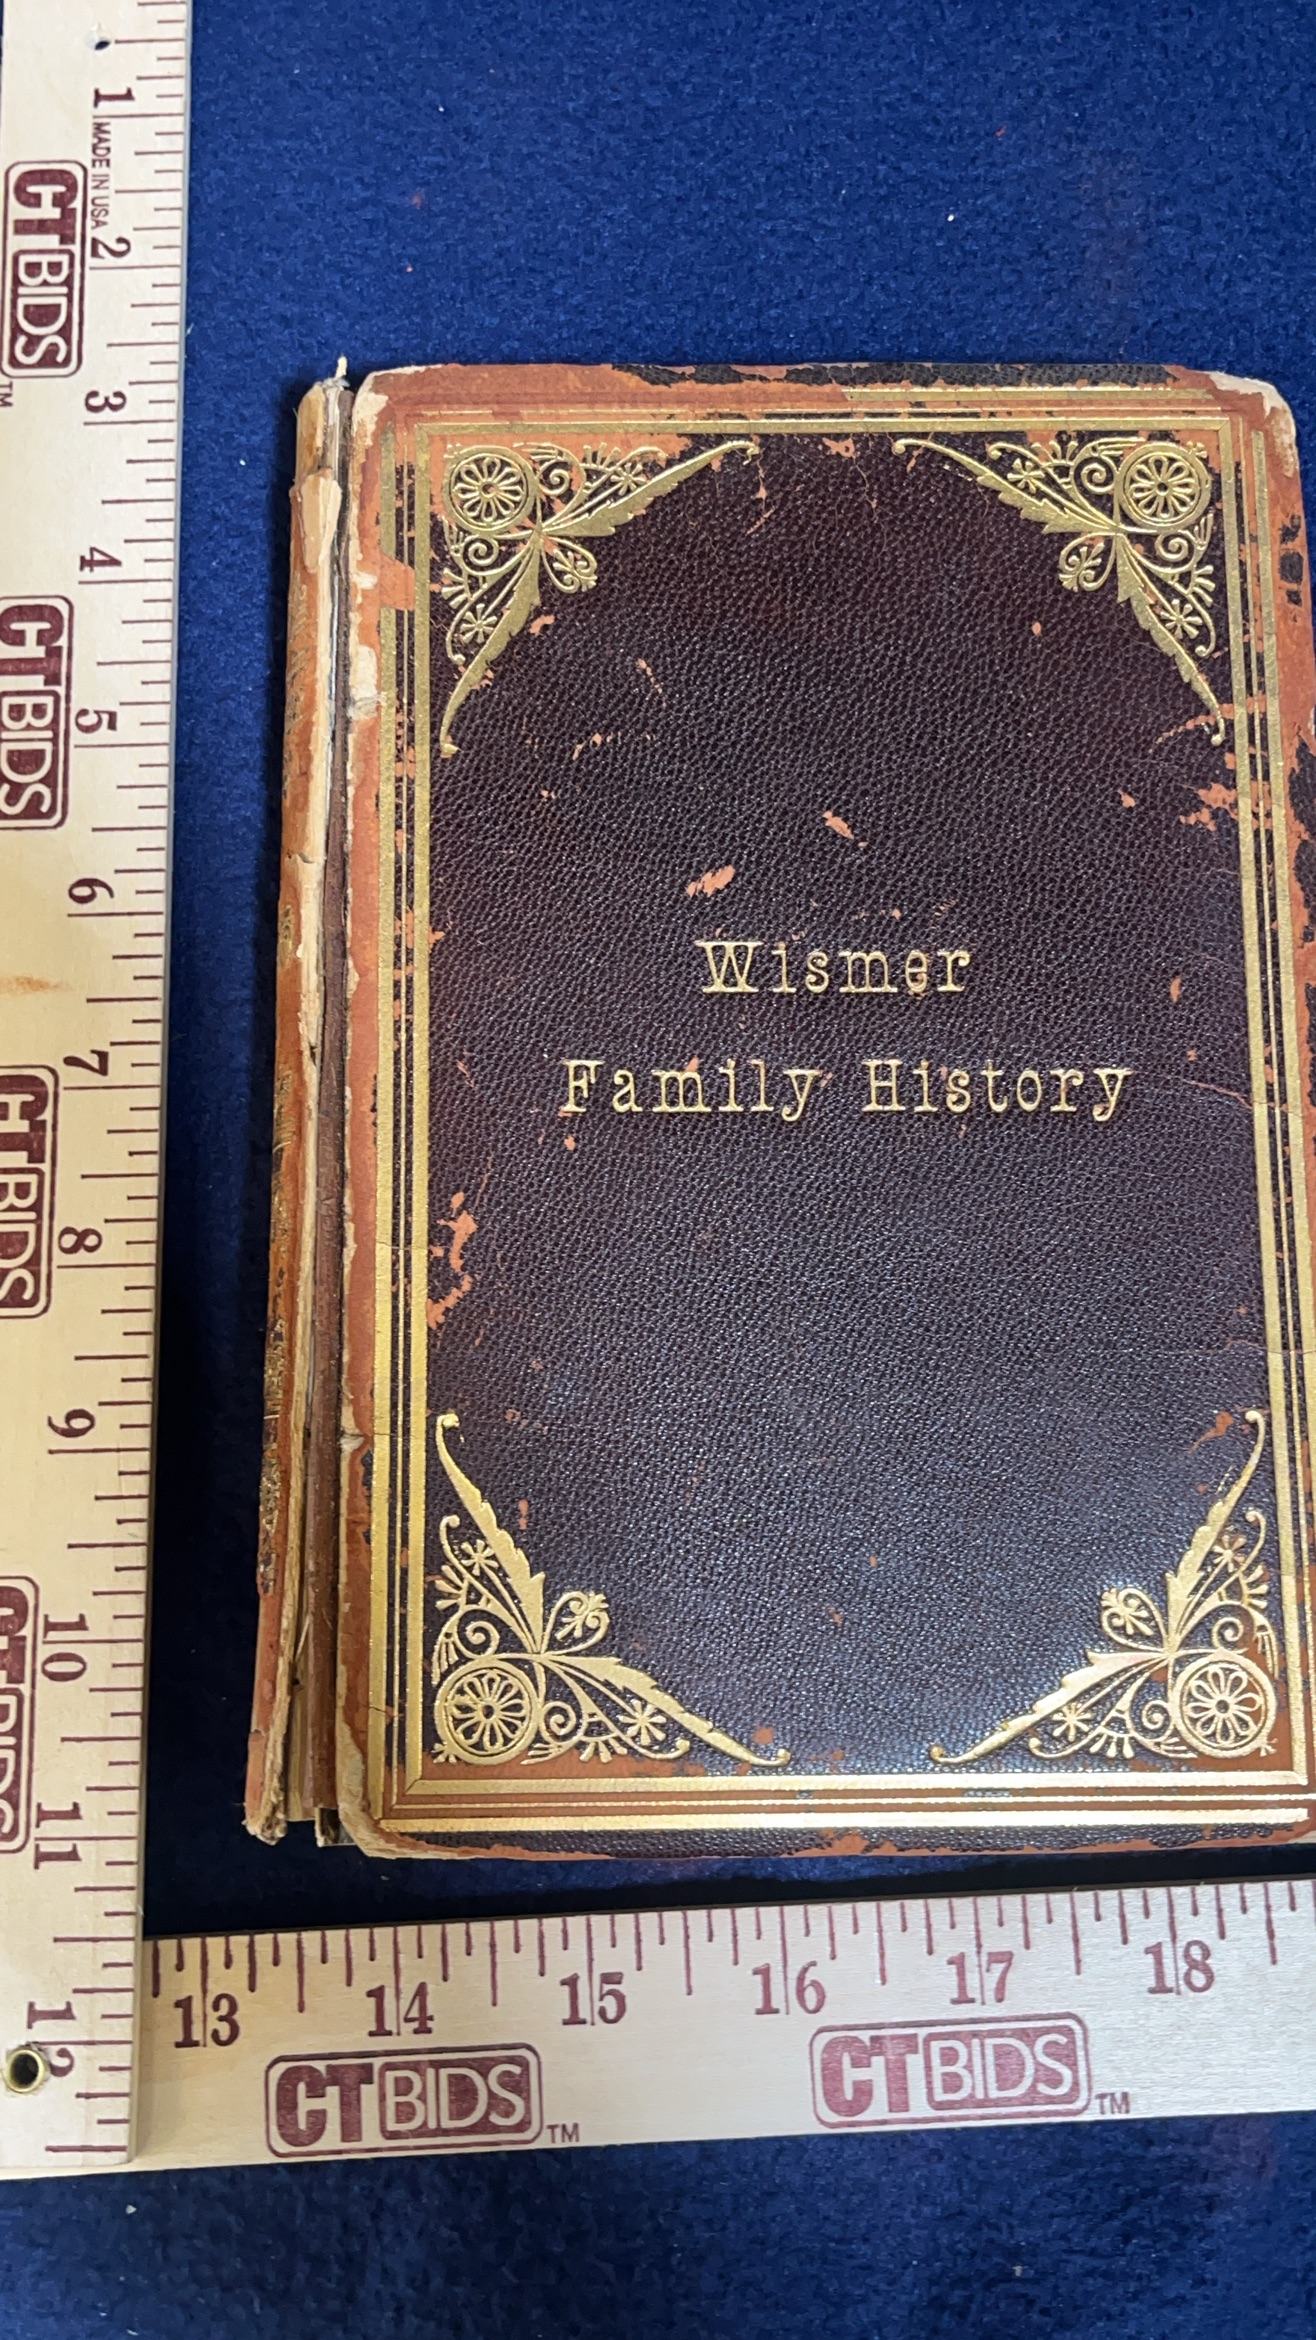 Wismer
Family History
1
MADE IN USA
2
3
4
5
6
7
8
9
10
11
12
CTBIDS
TM
CTBIDS
CTBIDS
CTBIDS
13 14 15 16 17 18
CTBIDS TM
CTBIDS TM